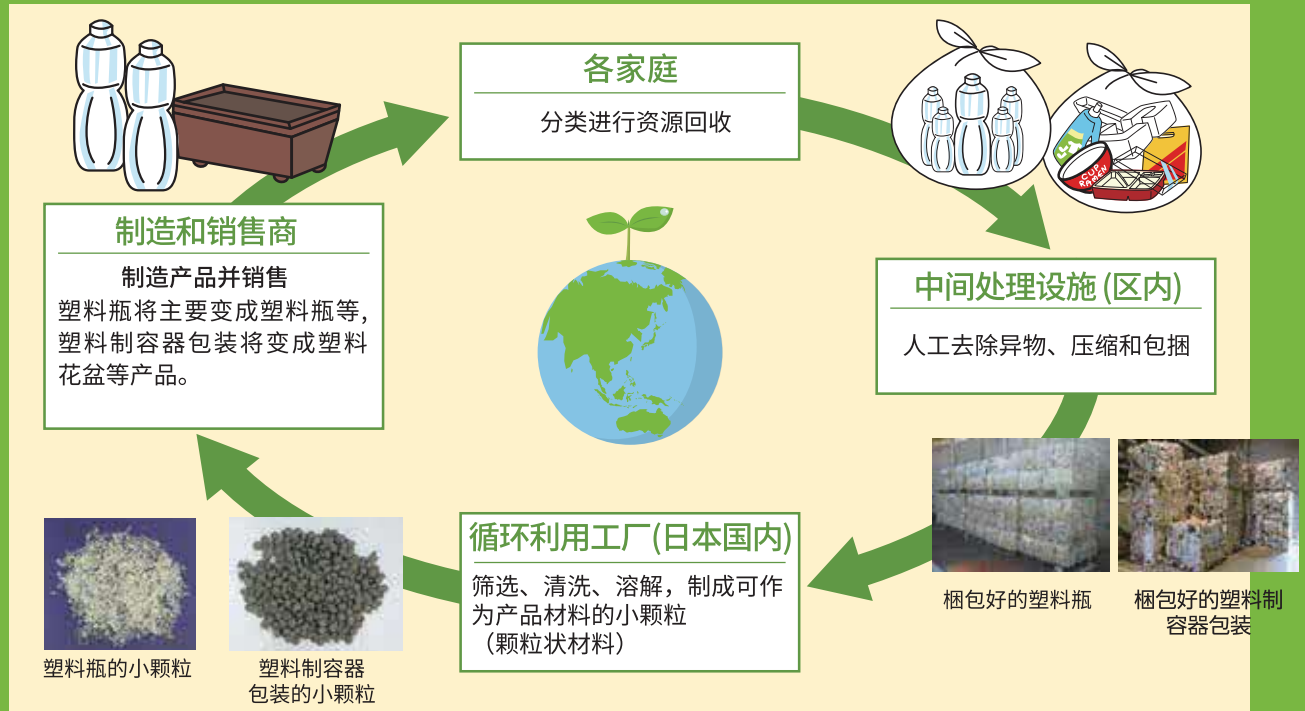 各家庭
分类进行资源回收
CUP
RAMEN
中间处理设施 (区内)
人工去除异物、压缩和包捆
梱包好的塑料瓶
梱包好的塑料制
容器包装
循环利用工厂(日本国内)
筛选、清洗、溶解，制成可作
为产品材料的小颗粒
（颗粒状材料）
塑料瓶的小颗粒
塑料制容器
包装的小颗粒
制造和销售商
制造产品并销售
塑料瓶将主要变成塑料瓶等,
塑料制容器包装将变成塑料
花盆等产品。